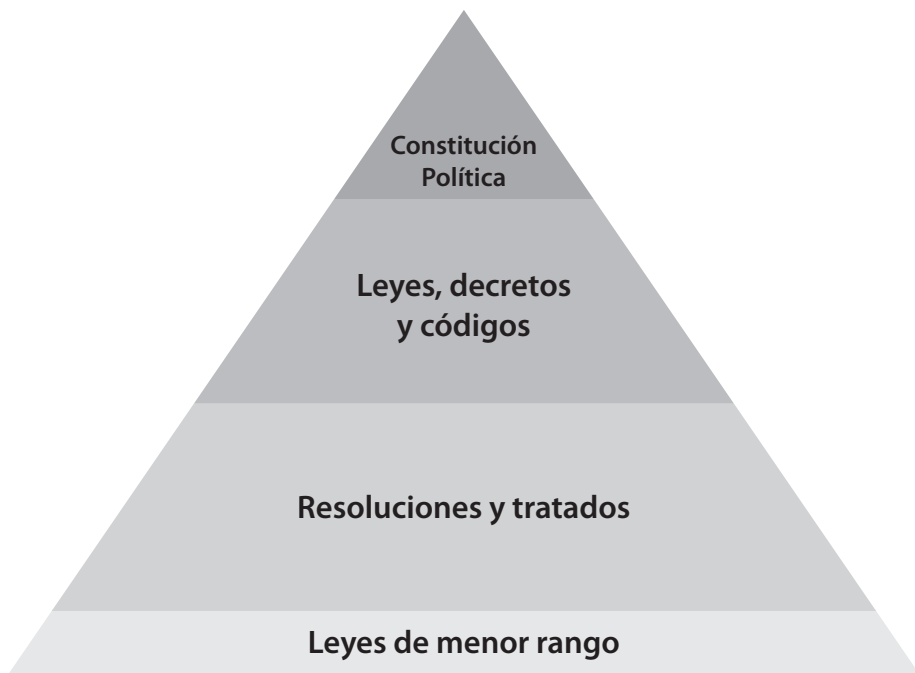 Constitución
Política
Leyes, decretos
y códigos
Resoluciones y tratados
Leyes de menor rango